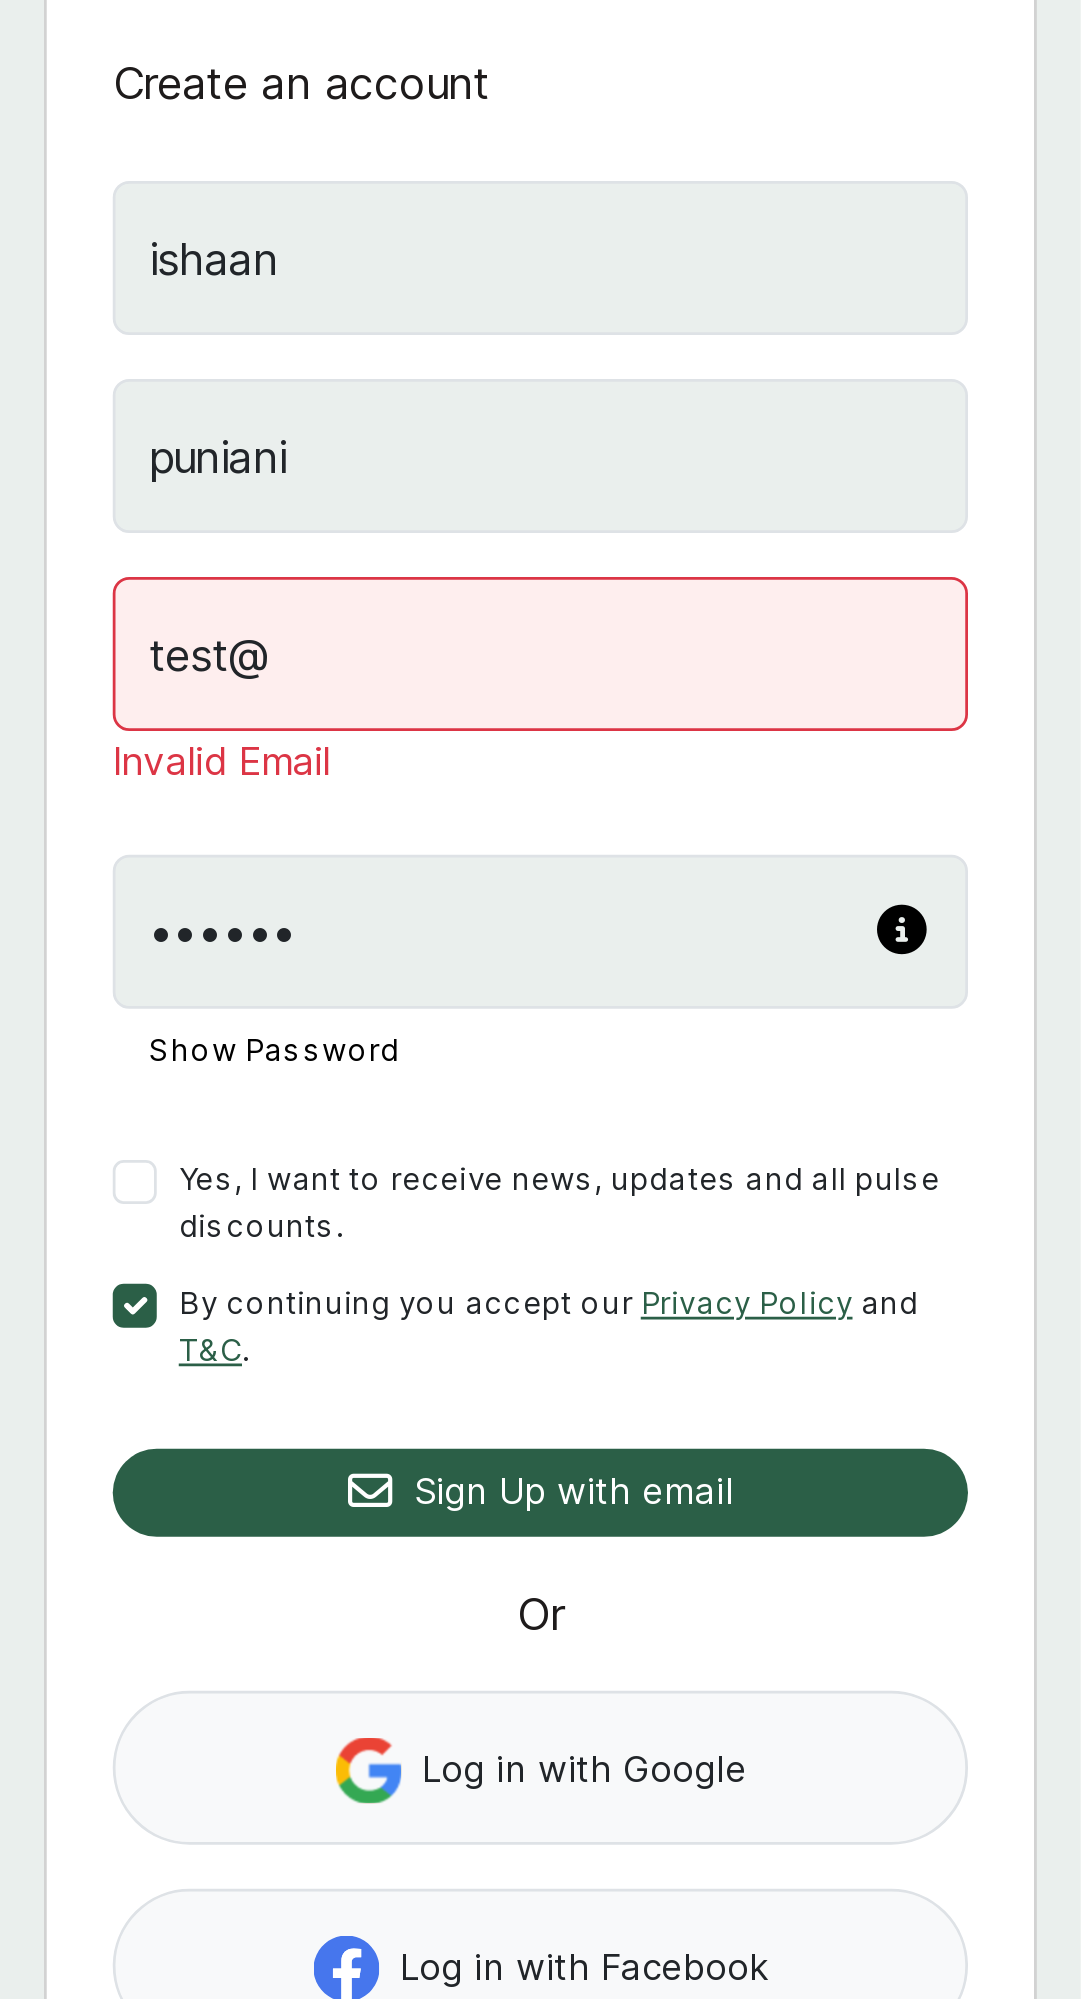 Create an account
ishaan
puniani
test@
Invalid Email
••••••
Show Password
Yes, I want to receive news, updates and all pulse
discounts.
By continuing you accept our Privacy Policy and
T&C.
Sign Up with email
Or
Log in with Google
Log in with Facebook